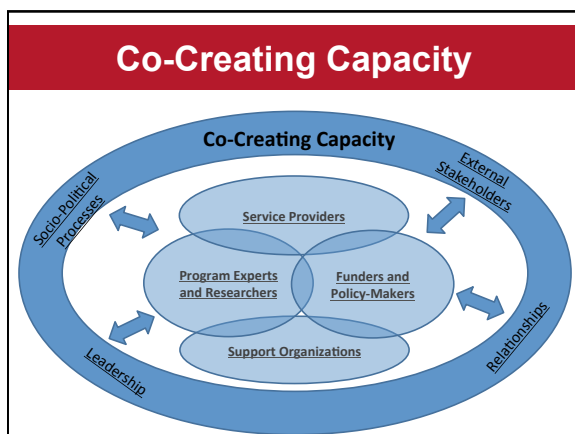 Co-Creating Capacity
Co-Creating Capacity
Socio-Political
Processes
External
Stakeholders
Service Providers
Program Experts
and Researchers
Funders and
Policy-Makers
Support Organizations
Leadership
Relationships